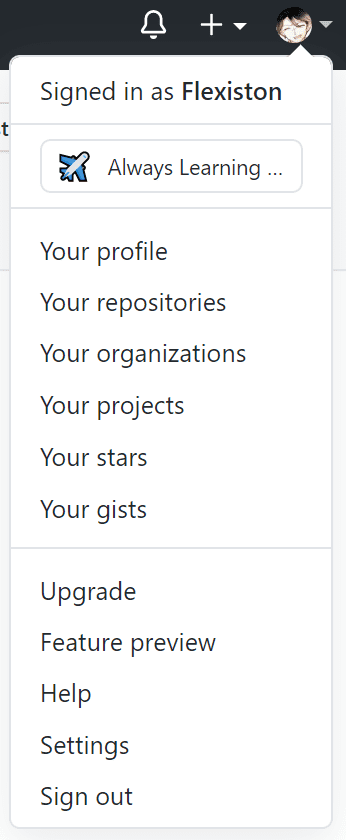 Signed in as Flexiston
st
Always Learning ...
Your profile
Your repositories
Your organizations
Your projects
Your stars
Your gists
Upgrade
Feature preview
Help
Settings
Sign out